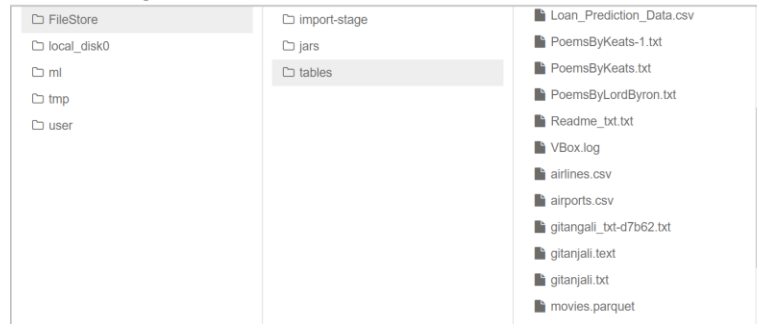 FileStore
local_disk0
ml
tmp
user
import-stage
jars
tables
Loan_Prediction_Data.csv
PoemsByKeats-1.txt
PoemsByKeats.txt
PoemsByLordByron.txt
Readme_txt.txt
VBox.log
airlines.csv
airports.csv
gitangali_txt-d7b62.txt
gitanjali.text
gitanjali.txt
movies.parquet